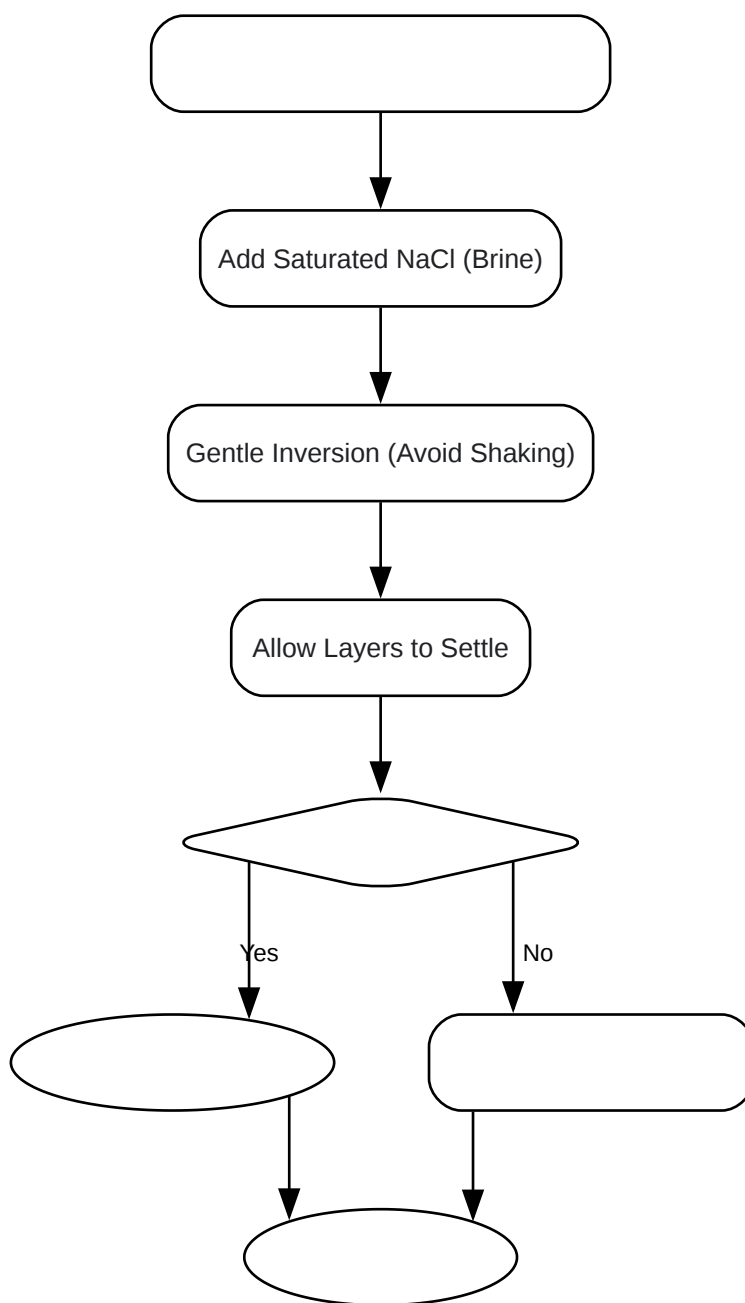 Add Saturated NaCl (Brine)
Gentle Inversion (Avoid Shaking)
Allow Layers to Settle
Yes
No